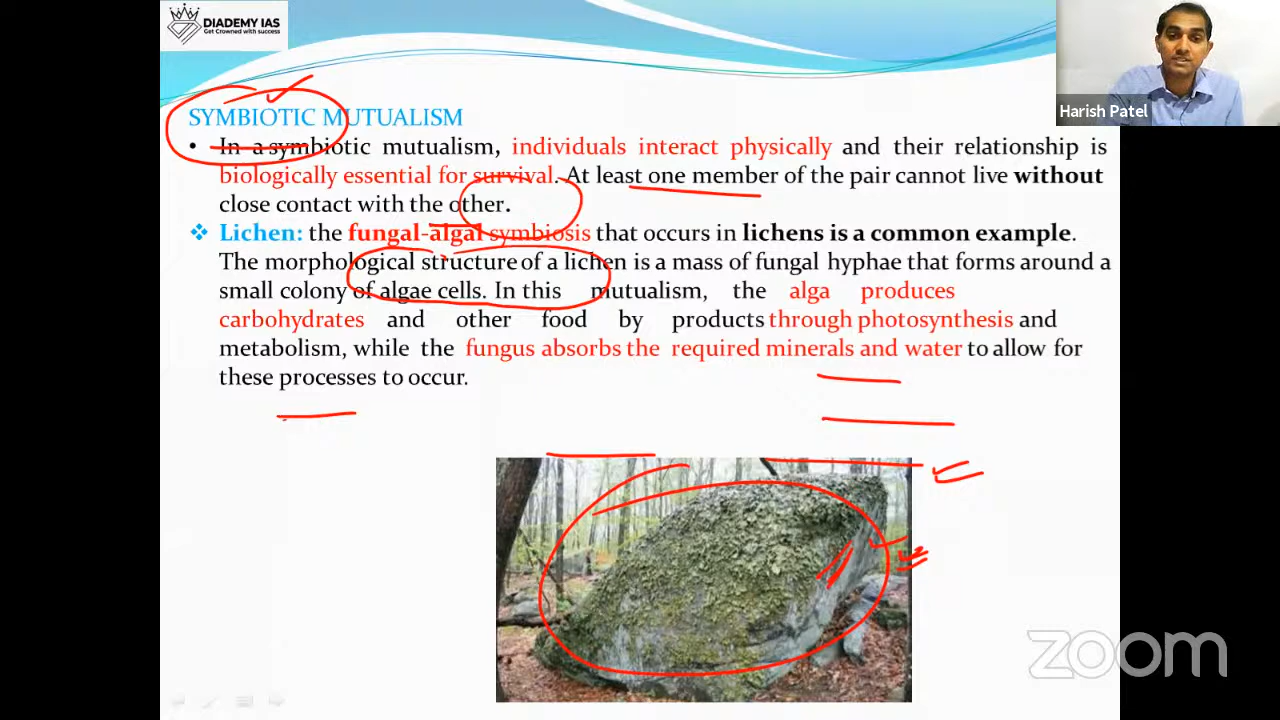 DIADEMY IAS
Get Crowned with success
Harish Patel
SYMBIOTIC MUTUALISM
• In a symbiotic mutualism, individuals interact physically and their relationship is
biologically essential for survival. At least one member of the pair cannot live without
close contact with the other.
❖ Lichen: the fungal-algal symbiosis that occurs in lichens is a common example.
The morphological structure of a lichen is a mass of fungal hyphae that forms around a
small colony of algae cells. In this mutualism, the alga produces
carbohydrates and other food by products through photosynthesis and
metabolism, while the fungus absorbs the required minerals and water to allow for
these processes to occur.
zoom